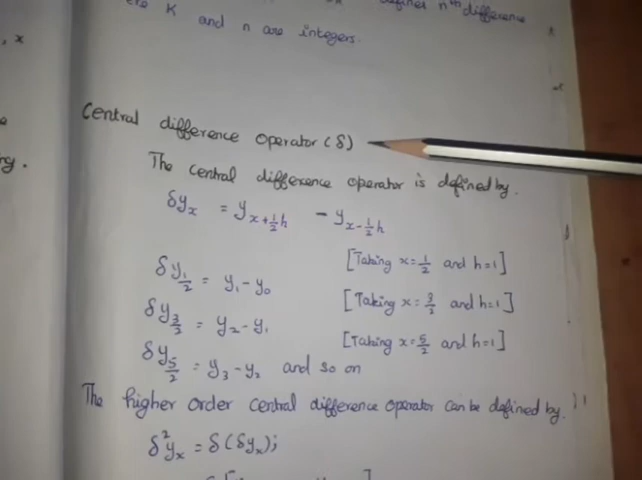 defines nth difference
K and n are integers.
, x
Central difference operator (δ)
The central difference operator is defined by.
δy_x = y_{x+½h} - y_{x-½h}
δy_{1/2} = y_1 - y_0 [Taking x = 1/2 and h = 1]
δy_{3/2} = y_2 - y_1 [Taking x = 3/2 and h = 1]
δy_{5/2} = y_3 - y_2 and so on [Taking x = 5/2 and h = 1]
The higher order central difference operator can be defined by.
δ²y_x = δ(δy_x);